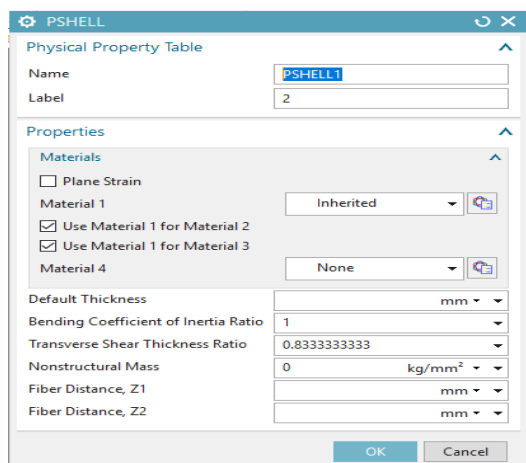 PSHELL
Physical Property Table
Name PSHELL1
Label 2
Properties
Materials
Plane Strain
Material 1 Inherited
Use Material 1 for Material 2
Use Material 1 for Material 3
Material 4 None
Default Thickness mm
Bending Coefficient of Inertia Ratio 1
Transverse Shear Thickness Ratio 0.8333333333
Nonstructural Mass 0 kg/mm²
Fiber Distance, Z1 mm
Fiber Distance, Z2 mm
OK Cancel